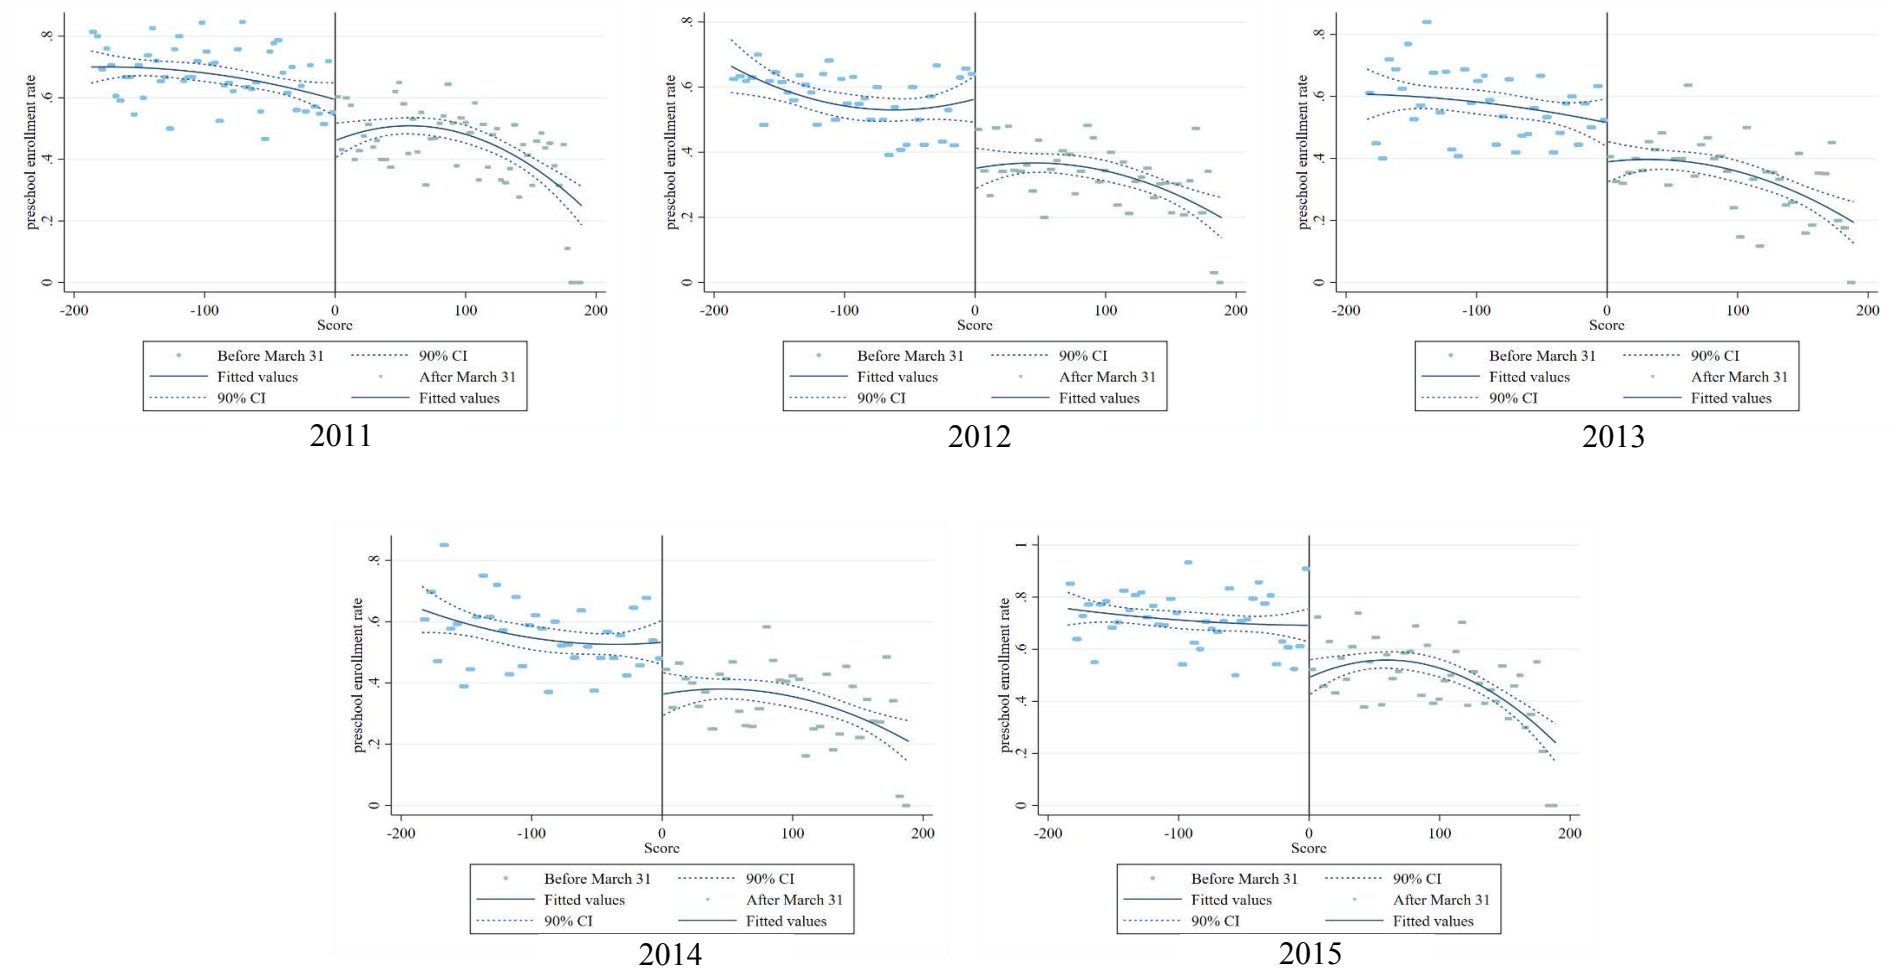 preschool enrollment rate
0 .2 .4 .6 .8
-200 -100 0 100 200
Score
Before March 31 90% CI
Fitted values After March 31
90% CI Fitted values
2011
preschool enrollment rate
0 .2 .4 .6 .8
-200 -100 0 100 200
Score
Before March 31 90% CI
Fitted values After March 31
90% CI Fitted values
2012
preschool enrollment rate
0 .2 .4 .6 .8
-200 -100 0 100 200
Score
Before March 31 90% CI
Fitted values After March 31
90% CI Fitted values
2013
preschool enrollment rate
0 .2 .4 .6 .8
-200 -100 0 100 200
Score
Before March 31 90% CI
Fitted values After March 31
90% CI Fitted values
2014
preschool enrollment rate
0 .2 .4 .6 .8 1
-200 -100 0 100 200
Score
Before March 31 90% CI
Fitted values After March 31
90% CI Fitted values
2015